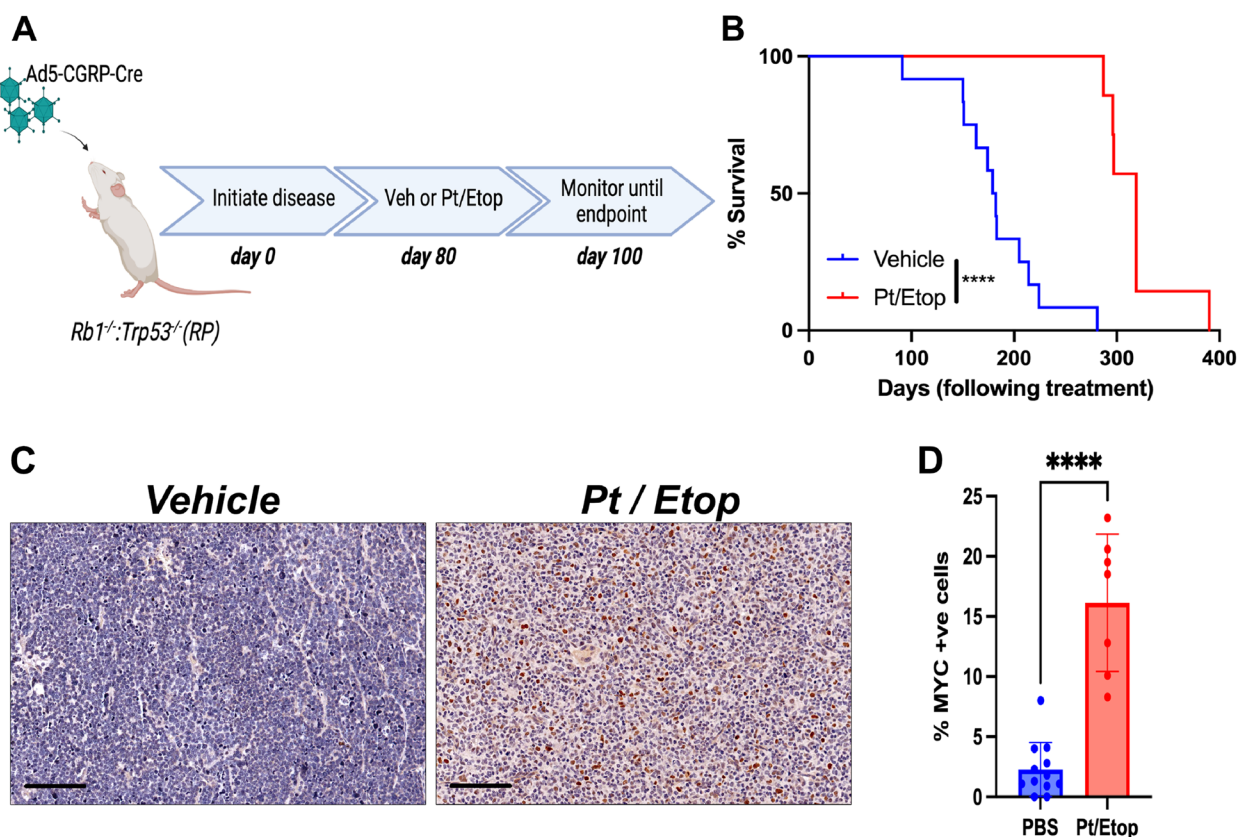 A
Ad5-CGRP-Cre
Initiate disease
Veh or Pt/Etop
Monitor until
endpoint
day 0
day 80
day 100
Rb1-/-:Trp53-/-(RP)
B
% Survival
100
50
0
Vehicle
Pt/Etop
****
0
100
200
300
400
Days (following treatment)
C
Vehicle
Pt / Etop
D
****
% MYC +ve cells
25
20
15
10
5
0
PBS
Pt/Etop